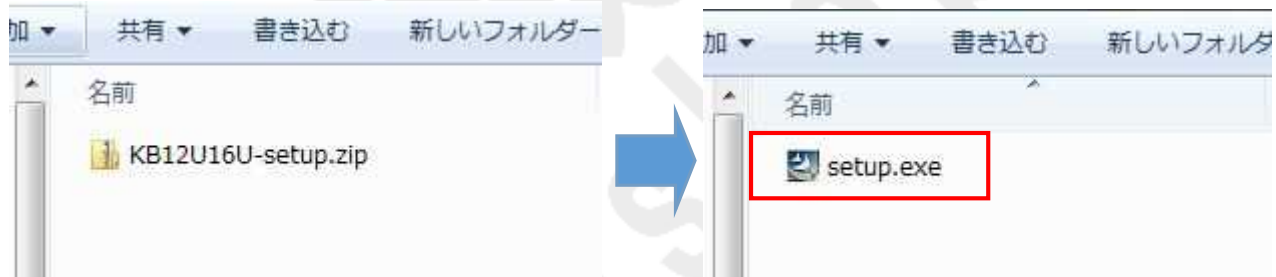 加 ▼ 共有 ▼ 書き込む 新しいフォルダー
名前
KB12U16U-setup.zip
加 ▼ 共有 ▼ 書き込む 新しいフォルダ
名前
setup.exe